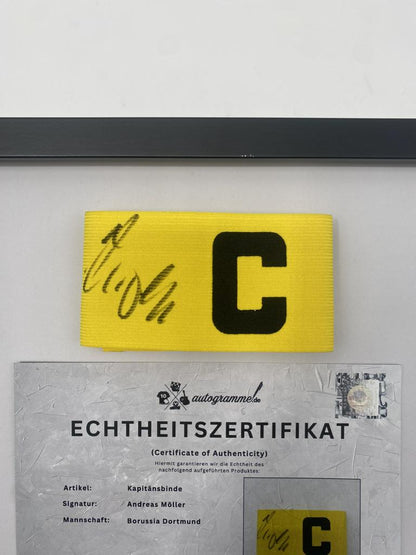 C
autogramme.de
ECHTHEITSZERTIFIKAT
(Certificate of Authenticity)
Hiermit garantieren wir die Echtheit des
nachfolgend aufgeführten Produktes:
Artikel: Kapitänsbinde
Signatur: Andreas Möller
Mannschaft: Borussia Dortmund
C